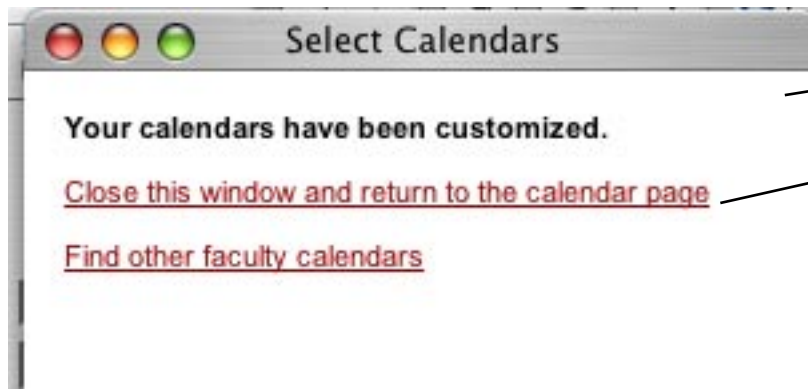 Select Calendars
Your calendars have been customized.
Close this window and return to the calendar page
Find other faculty calendars